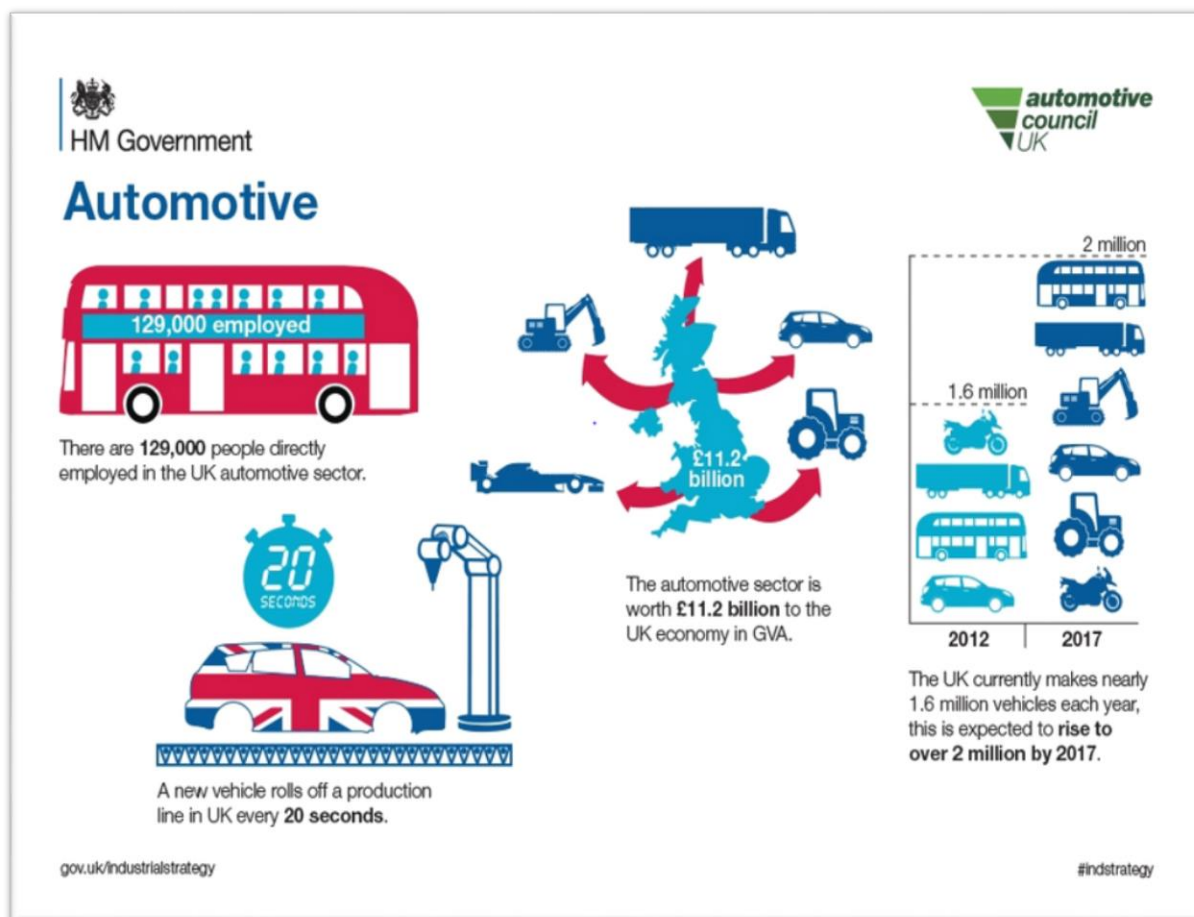 HM Government
automotive
council
UK
Automotive
129,000 employed
There are 129,000 people directly
employed in the UK automotive sector.
20
SECONDS
A new vehicle rolls off a production
line in UK every 20 seconds.
£11.2
billion
The automotive sector is
worth £11.2 billion to the
UK economy in GVA.
2 million
1.6 million
2012
2017
The UK currently makes nearly
1.6 million vehicles each year,
this is expected to rise to
over 2 million by 2017.
gov.uk/industrialstrategy
#indstrategy